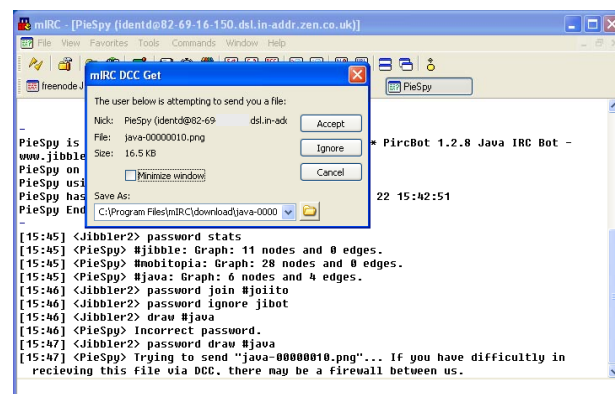 mIRC - [PieSpy (identd@82-69-16-150.dsl.in-addr.zen.co.uk)]
File View Favorites Tools Commands Window Help
freenode J
PieSpy
mIRC DCC Get
The user below is attempting to send you a file:
Nick: PieSpy (identd@82-69- dsl.in-adc
File: java-00000010.png
Size: 16.5 KB
Minimize window
Save As:
C:\Program Files\mIRC\download\java-0000
Accept
Ignore
Cancel
-
PieSpy is * PircBot 1.2.8 Java IRC Bot -
www.jibble
PieSpy on
PieSpy usi
PieSpy has 22 15:42:51
PieSpy End
-
[15:45] <Jibbler2> password stats
[15:45] <PieSpy> #jibble: Graph: 11 nodes and 0 edges.
[15:45] <PieSpy> #mobitopia: Graph: 28 nodes and 0 edges.
[15:45] <PieSpy> #java: Graph: 6 nodes and 4 edges.
[15:46] <Jibbler2> password join #joiito
[15:46] <Jibbler2> password ignore jibot
[15:46] <Jibbler2> draw #java
[15:46] <PieSpy> Incorrect password.
[15:47] <Jibbler2> password draw #java
[15:47] <PieSpy> Trying to send "java-00000010.png"... If you have difficultly in
recieving this file via DCC, there may be a firewall between us.